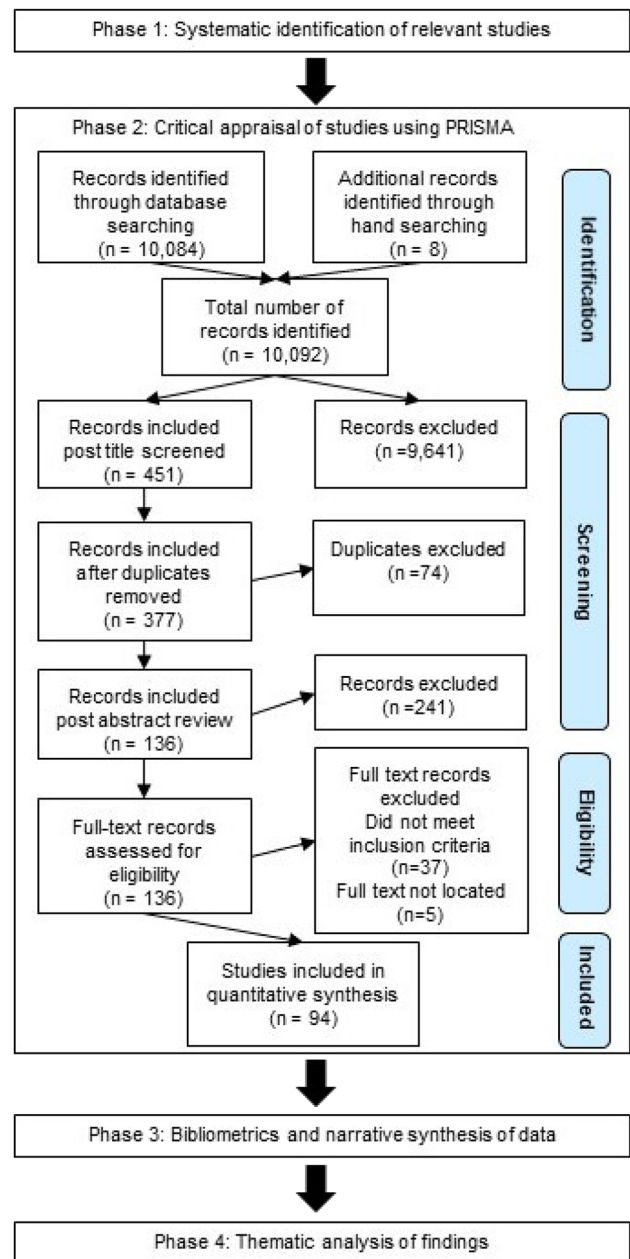 Phase 1: Systematic identification of relevant studies
Phase 2: Critical appraisal of studies using PRISMA
Records identified
through database
searching
(n = 10,084)
Additional records
identified through
hand searching
(n = 8)
Identification
Total number of
records identified
(n = 10,092)
Records included
post title screened
(n = 451)
Records excluded
(n =9,641)
Screening
Records included
after duplicates
removed
(n = 377)
Duplicates excluded
(n =74)
Records included
post abstract review
(n = 136)
Records excluded
(n =241)
Full-text records
assessed for
eligibility
(n = 136)
Full text records
excluded
Did not meet
inclusion criteria
(n=37)
Full text not located
(n=5)
Eligibility
Studies included in
quantitative synthesis
(n = 94)
Included
Phase 3: Bibliometrics and narrative synthesis of data
Phase 4: Thematic analysis of findings